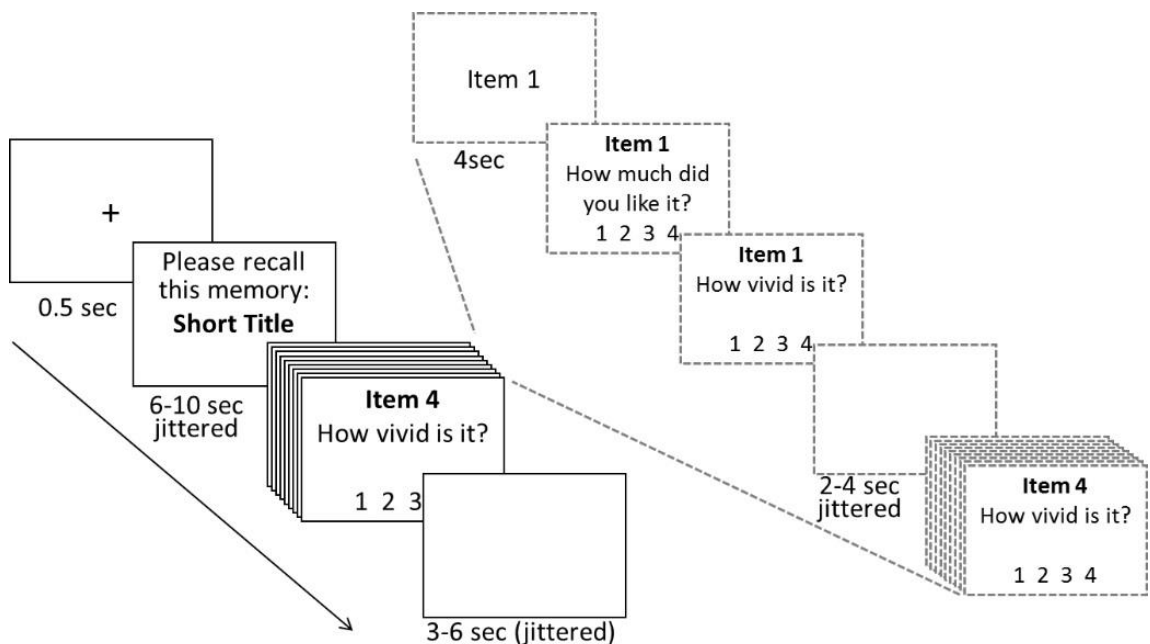 +
0.5 sec
Please recall
this memory:
Short Title
6-10 sec
jittered
Item 4
How vivid is it?
1 2 3
3-6 sec (jittered)
Item 1
4sec
Item 1
How much did
you like it?
1 2 3 4
Item 1
How vivid is it?
1 2 3 4
2-4 sec
jittered
Item 4
How vivid is it?
1 2 3 4